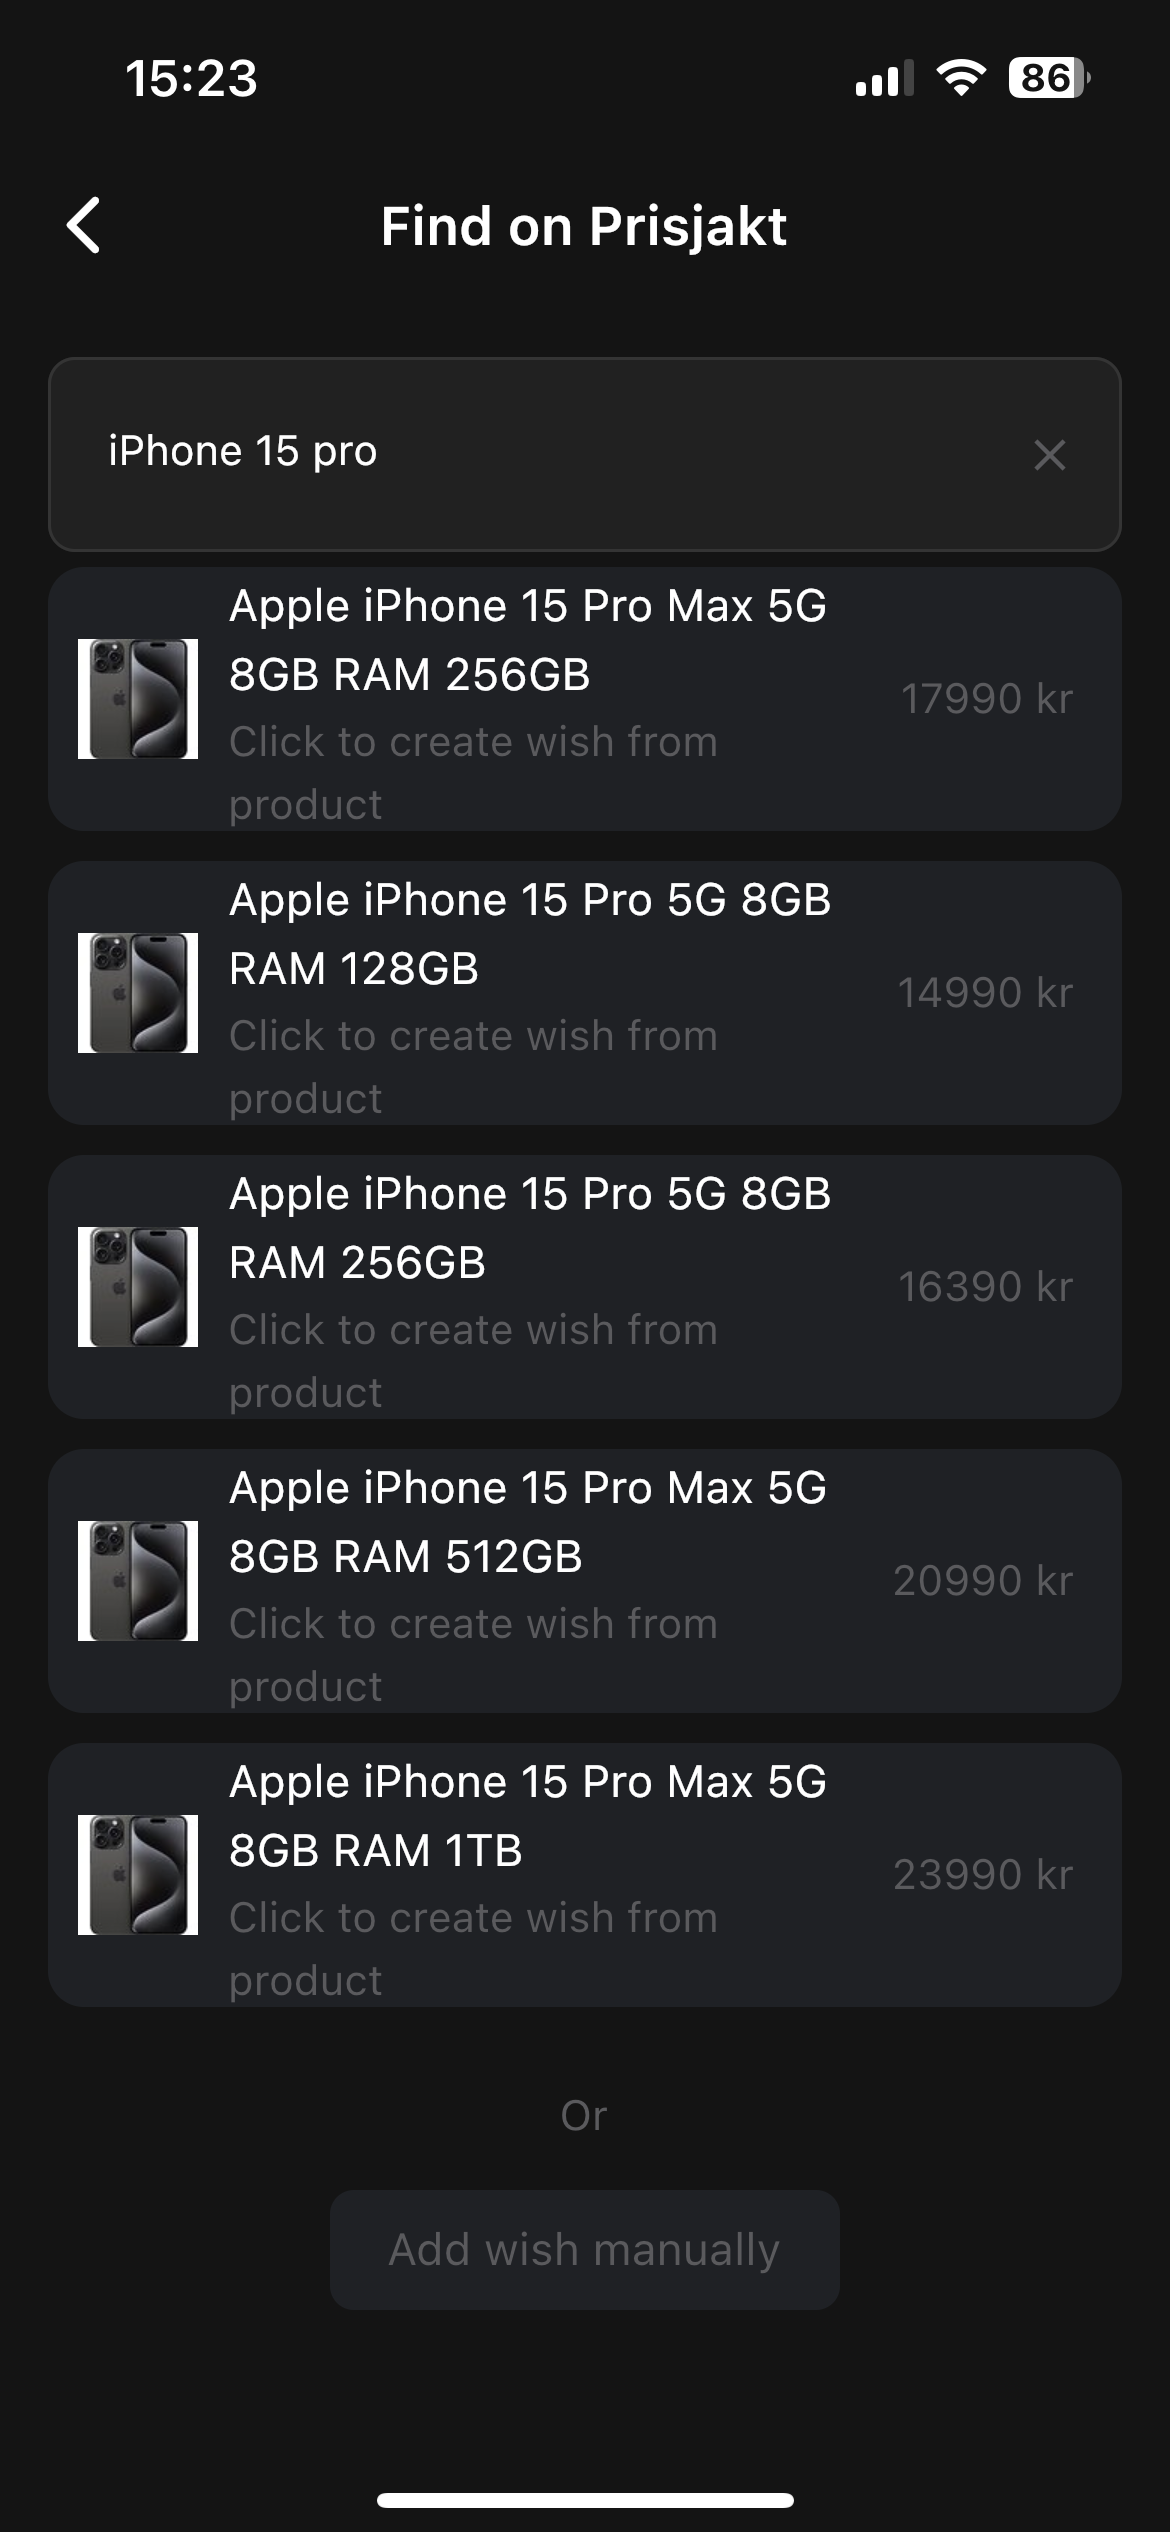 15:23
86
Find on Prisjakt
iPhone 15 pro
Apple iPhone 15 Pro Max 5G
8GB RAM 256GB
17990 kr
Click to create wish from
product
Apple iPhone 15 Pro 5G 8GB
RAM 128GB
14990 kr
Click to create wish from
product
Apple iPhone 15 Pro 5G 8GB
RAM 256GB
16390 kr
Click to create wish from
product
Apple iPhone 15 Pro Max 5G
8GB RAM 512GB
20990 kr
Click to create wish from
product
Apple iPhone 15 Pro Max 5G
8GB RAM 1TB
23990 kr
Click to create wish from
product
Or
Add wish manually